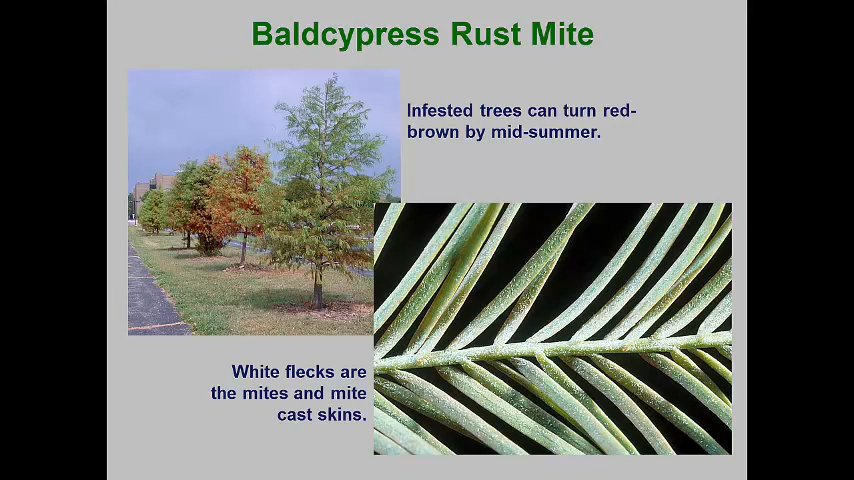 Baldcypress Rust Mite
Infested trees can turn red-
brown by mid-summer.
White flecks are
the mites and mite
cast skins.